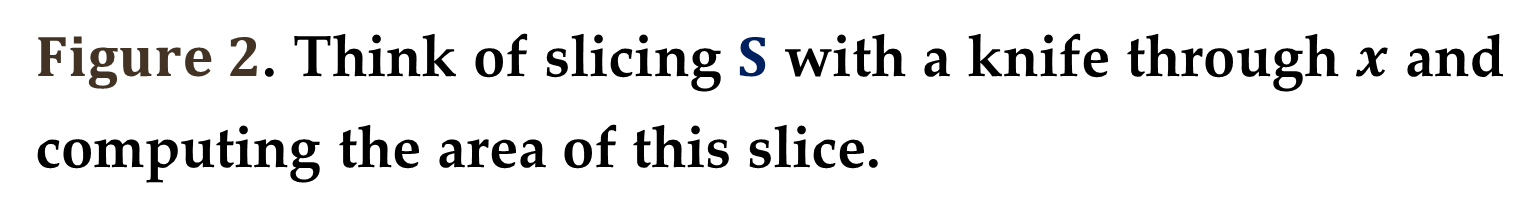 Figure 2. Think of slicing S with a knife through x and
computing the area of this slice.